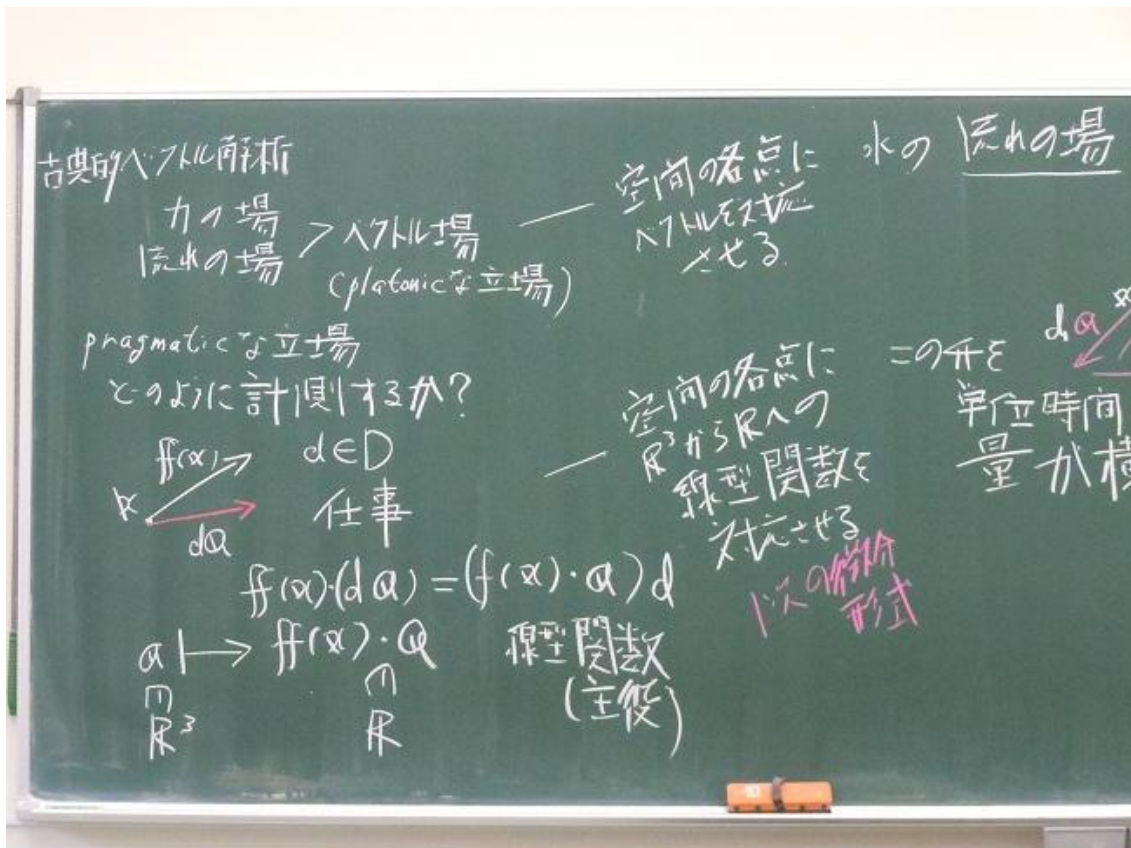 古典的ベクトル解析
力の場
流れの場 > ベクトル場
(platonicな立場)
— 空間の各点に
ベクトルを対応
させる
pragmaticな立場
どのように計測するか?
f(x)
x
da
d∈D
仕事
— 空間の各点に
R³からRへの
線型関数を
対応させる
1次の微分
形式
f(x)・(da) = (f(x)・a)d
a ↦ f(x)・a 線型関数
∈ ∈ (主役)
R³ R
水の 流れの場
da
x
この升を
単位時間
量が積